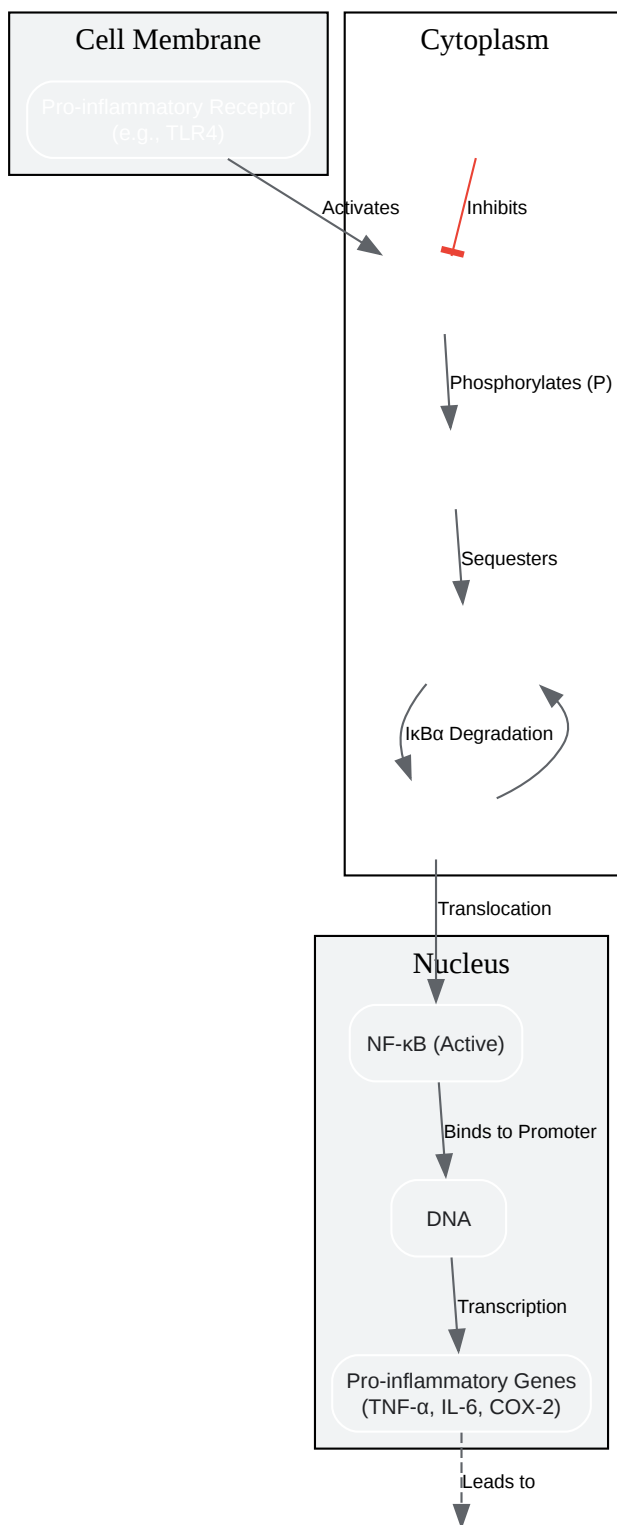 Cell Membrane
Pro-inflammatory Receptor
(e.g., TLR4)
Cytoplasm
Activates
Inhibits
Phosphorylates (P)
Sequesters
IκBα Degradation
Translocation
Nucleus
NF-κB (Active)
Binds to Promoter
DNA
Transcription
Pro-inflammatory Genes
(TNF-α, IL-6, COX-2)
Leads to